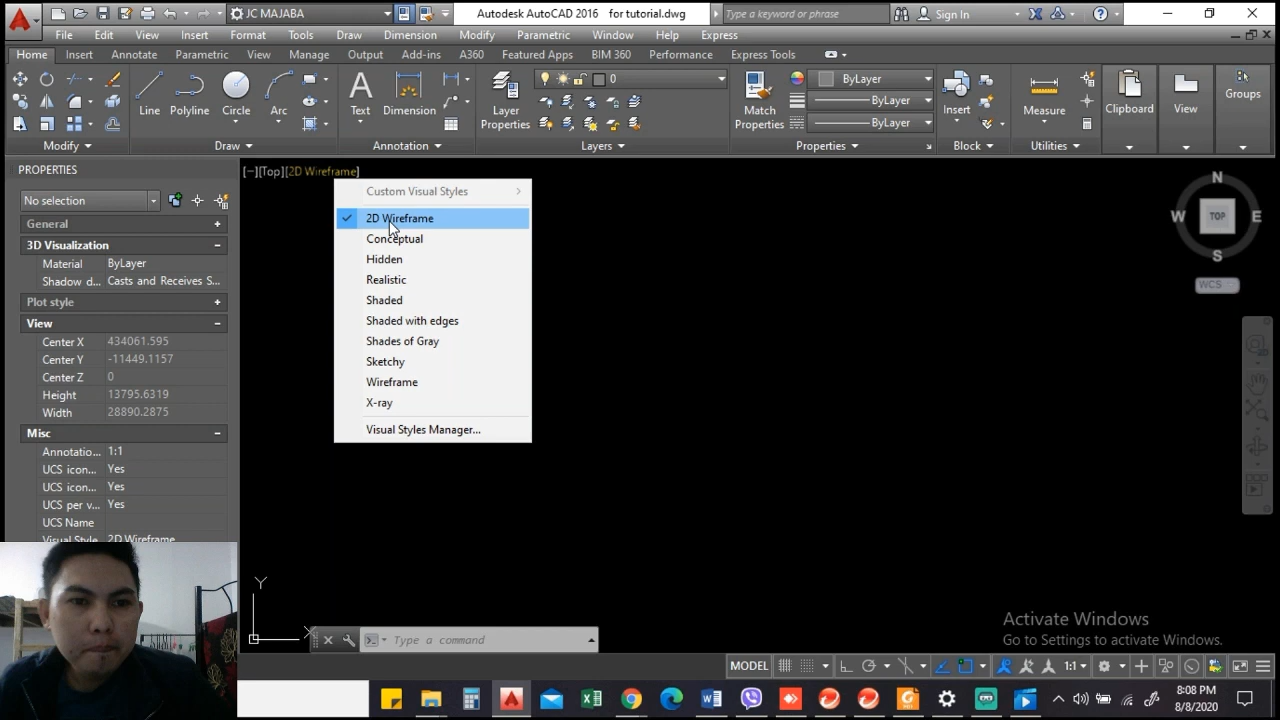 JC MAJABA
Autodesk AutoCAD 2016 for tutorial.dwg
Type a keyword or phrase
Sign In
File Edit View Insert Format Tools Draw Dimension Modify Parametric Window Help Express
Home Insert Annotate Parametric View Manage Output Add-ins A360 Featured Apps BIM 360 Performance Express Tools
0
ByLayer
ByLayer
ByLayer
Line Polyline Circle Arc
Text Dimension
Layer
Properties
Match
Properties
Insert
Measure
Clipboard
View
Groups
Modify Draw Annotation Layers Properties Block Utilities
PROPERTIES
No selection
General
3D Visualization
Material ByLayer
Shadow d... Casts and Receives S...
Plot style
View
Center X 434061.595
Center Y -11449.1157
Center Z 0
Height 13795.6319
Width 28890.2875
Misc
Annotatio... 1:1
UCS icon... Yes
UCS icon... Yes
UCS per v... Yes
UCS Name
Visual Style 2D Wireframe
[−][Top][2D Wireframe]
Custom Visual Styles
2D Wireframe
Conceptual
Hidden
Realistic
Shaded
Shaded with edges
Shades of Gray
Sketchy
Wireframe
X-ray
Visual Styles Manager...
N
W TOP E
S
WCS
Y
X
Type a command
Activate Windows
Go to Settings to activate Windows.
MODEL
1:1
8:08 PM
8/8/2020